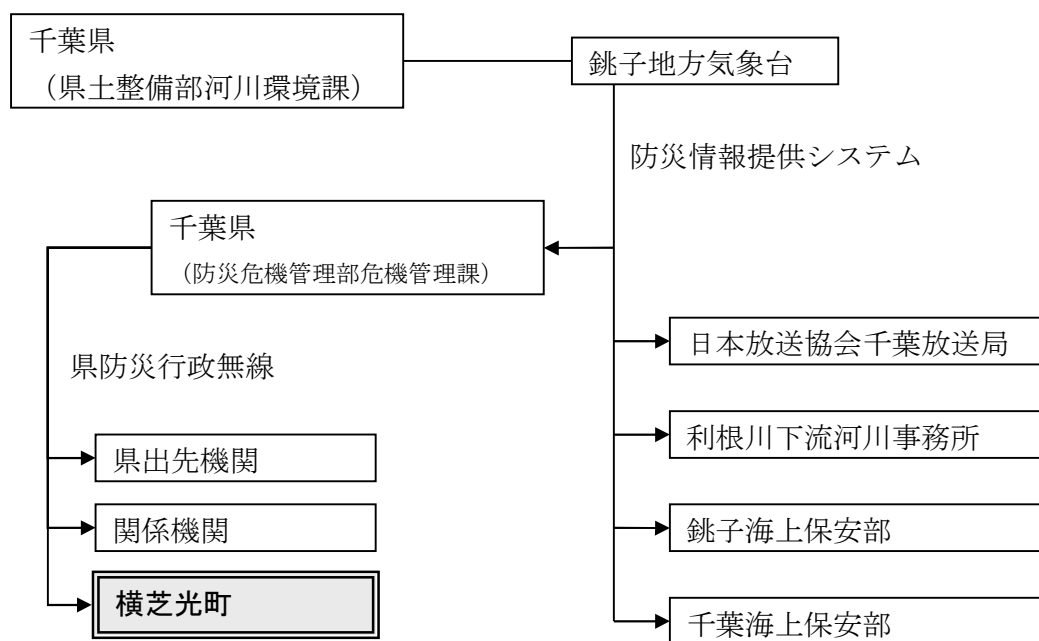 千葉県
（県土整備部河川環境課）
銚子地方気象台
防災情報提供システム
千葉県
（防災危機管理部危機管理課）
日本放送協会千葉放送局
県防災行政無線
利根川下流河川事務所
県出先機関
関係機関
銚子海上保安部
横芝光町
千葉海上保安部